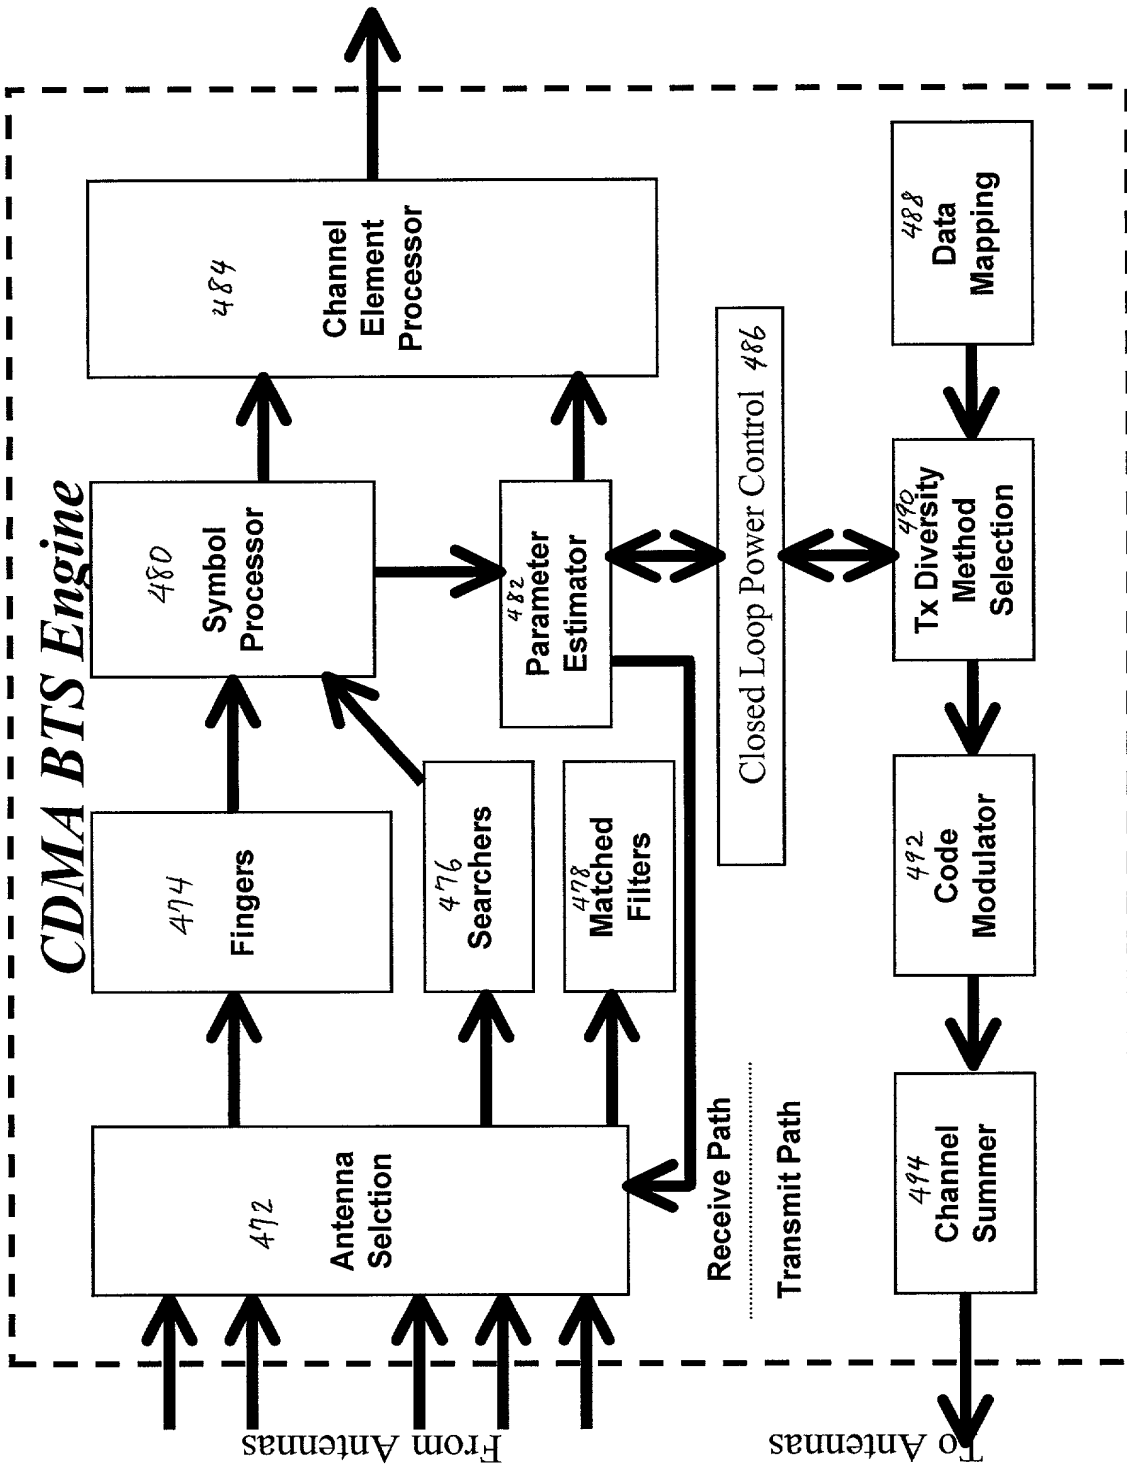 CDMA BTS Engine
From Antennas
472
Antenna
Selction
474
Fingers
476
Searchers
478
Matched
Filters
480
Symbol
Processor
482
Parameter
Estimator
484
Channel
Element
Processor
Closed Loop Power Control 486
Receive Path
Transmit Path
To Antennas
494
Channel
Summer
492
Code
Modulator
490
Tx Diversity
Method
Selection
488
Data
Mapping